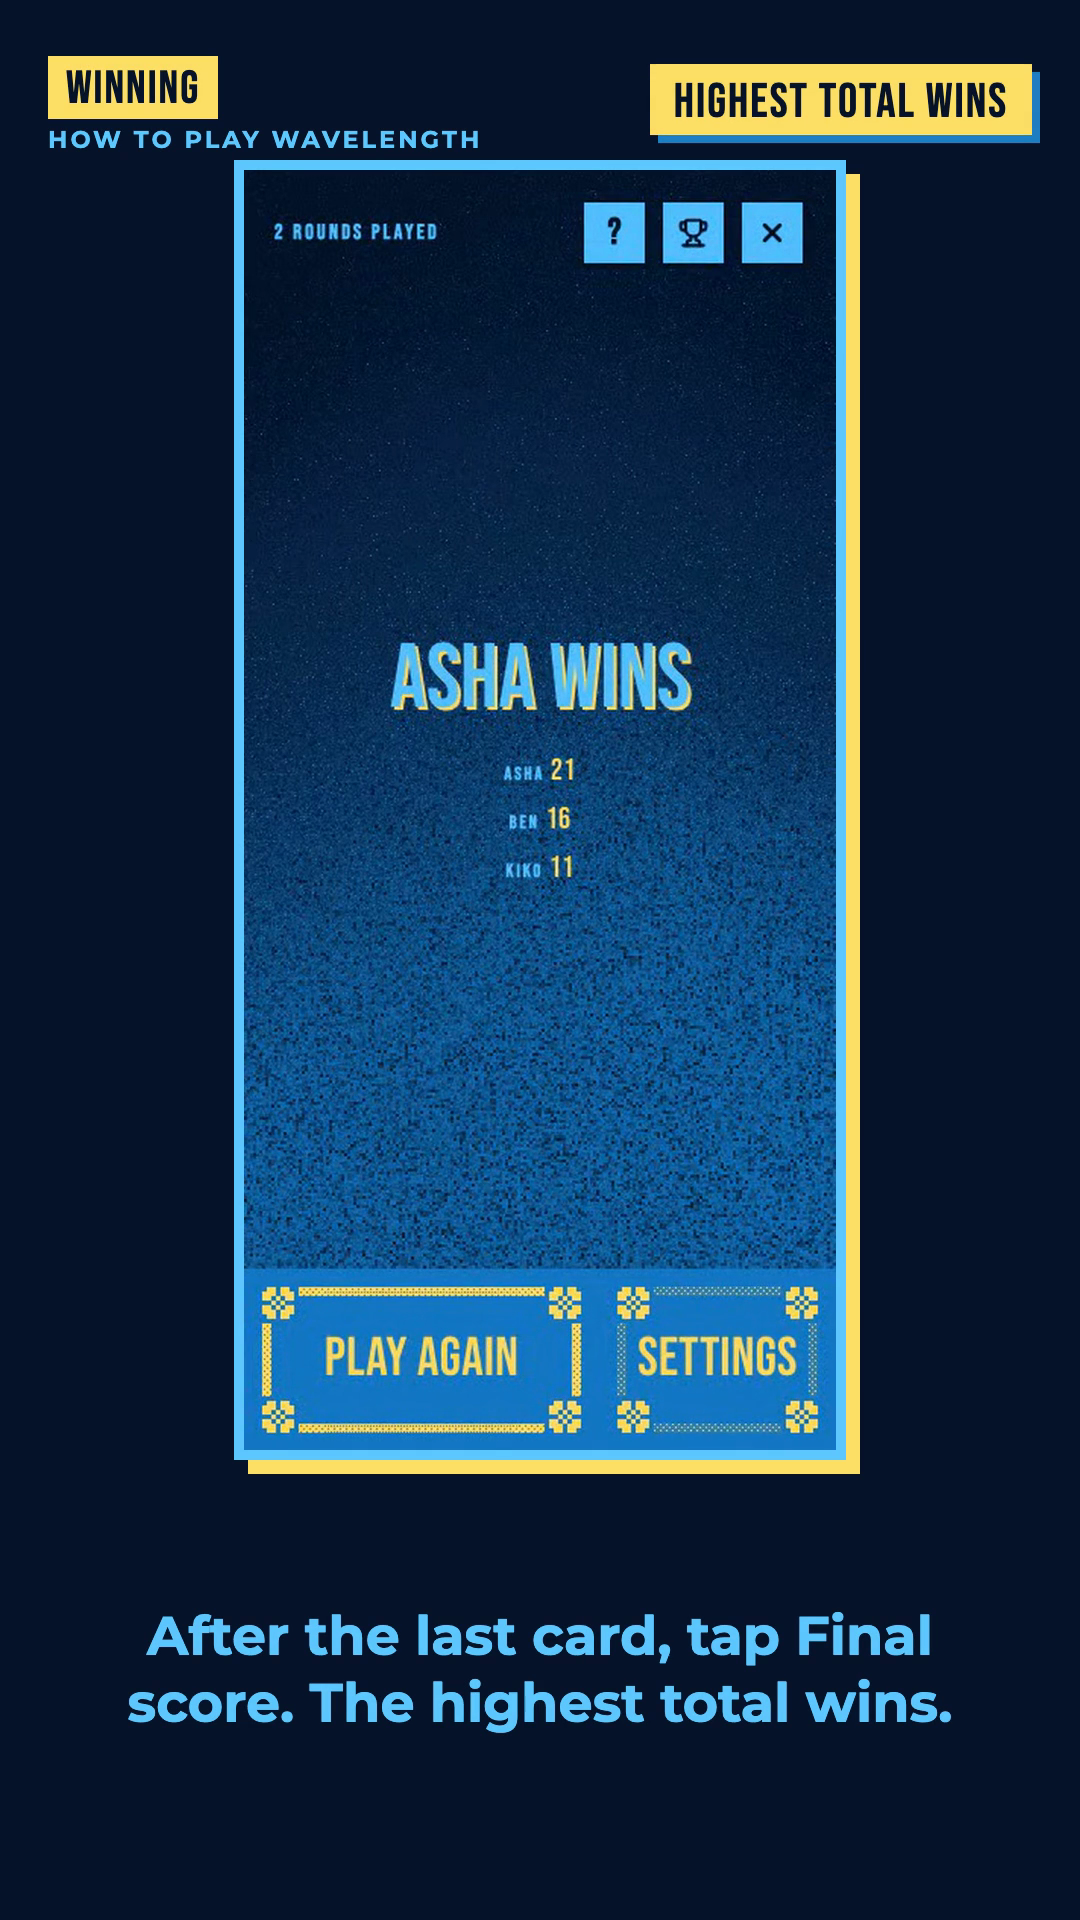 WINNING
HOW TO PLAY WAVELENGTH
HIGHEST TOTAL WINS
2 ROUNDS PLAYED
?
ASHA WINS
ASHA 21
BEN 16
KIKO 11
PLAY AGAIN
SETTINGS
After the last card, tap Final
score. The highest total wins.